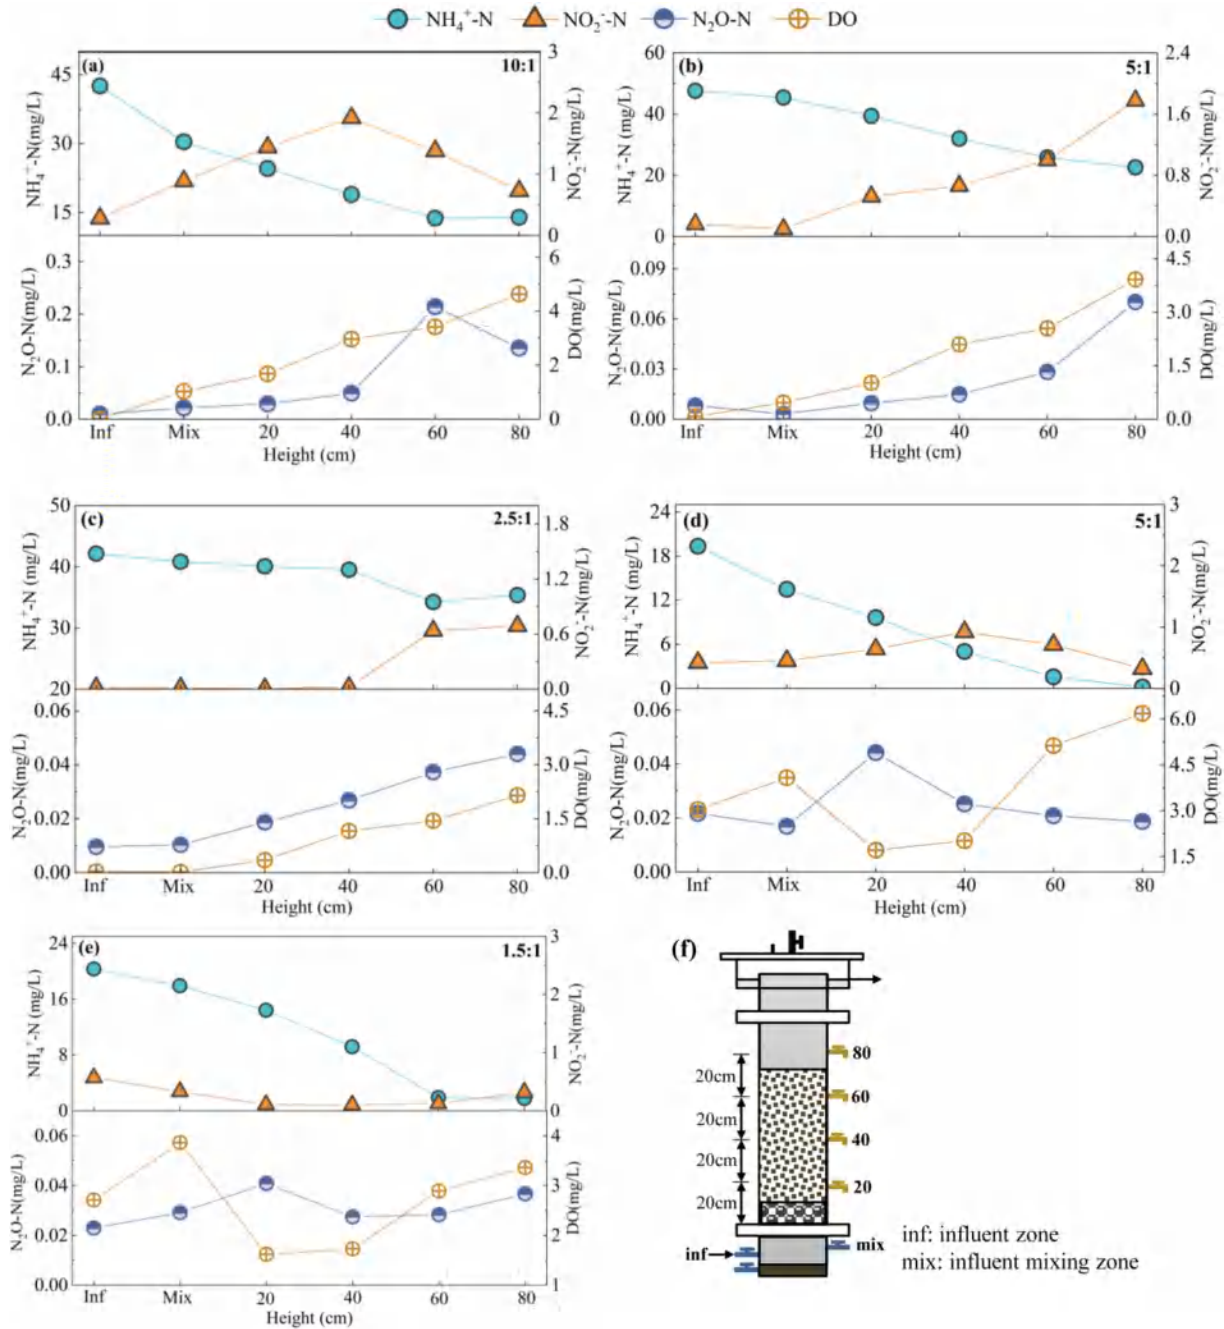 NH₄⁺-N NO₂⁻-N N₂O-N DO
(a) 10:1
NH₄⁺-N(mg/L)
45
30
15
NO₂⁻-N(mg/L)
3
2
1
0
N₂O-N(mg/L)
0.3
0.2
0.1
0.0
DO(mg/L)
6
4
2
0
Inf Mix 20 40 60 80
Height (cm)
(b) 5:1
NH₄⁺-N(mg/L)
60
40
20
0
NO₂⁻-N(mg/L)
2.4
1.6
0.8
0.0
N₂O-N(mg/L)
0.09
0.06
0.03
0.00
DO(mg/L)
4.5
3.0
1.5
0.0
Inf Mix 20 40 60 80
Height (cm)
(c) 2.5:1
NH₄⁺-N (mg/L)
50
40
30
20
NO₂⁻-N(mg/L)
1.8
1.2
0.6
0.0
N₂O-N(mg/L)
0.06
0.04
0.02
0.00
DO(mg/L)
4.5
3.0
1.5
0.0
Inf Mix 20 40 60 80
Height (cm)
(d) 5:1
NH₄⁺-N (mg/L)
24
18
12
6
0
NO₂⁻-N(mg/L)
3
2
1
0
N₂O-N(mg/L)
0.06
0.04
0.02
0.00
DO(mg/L)
6.0
4.5
3.0
1.5
Inf Mix 20 40 60 80
Height (cm)
(e) 1.5:1
NH₄⁺-N (mg/L)
24
16
8
0
NO₂⁻-N(mg/L)
3
2
1
0
N₂O-N(mg/L)
0.06
0.04
0.02
0.00
DO(mg/L)
4
3
2
1
Inf Mix 20 40 60 80
Height (cm)
(f)
80
20cm
60
20cm
40
20cm
20
20cm
inf
mix
inf: influent zone
mix: influent mixing zone